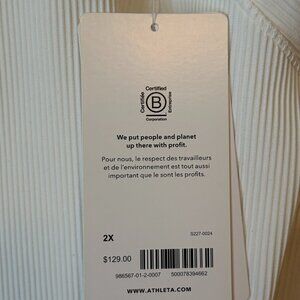 Certified
Certifiée
B
Entreprise
Corporation
We put people and planet
up there with profit.
Pour nous, le respect des travailleurs
et de l'environnement est tout aussi
important que le sont les profits.
2X
S227-0024
$129.00
986567-01-2-0007 500078394662
WWW.ATHLETA.COM